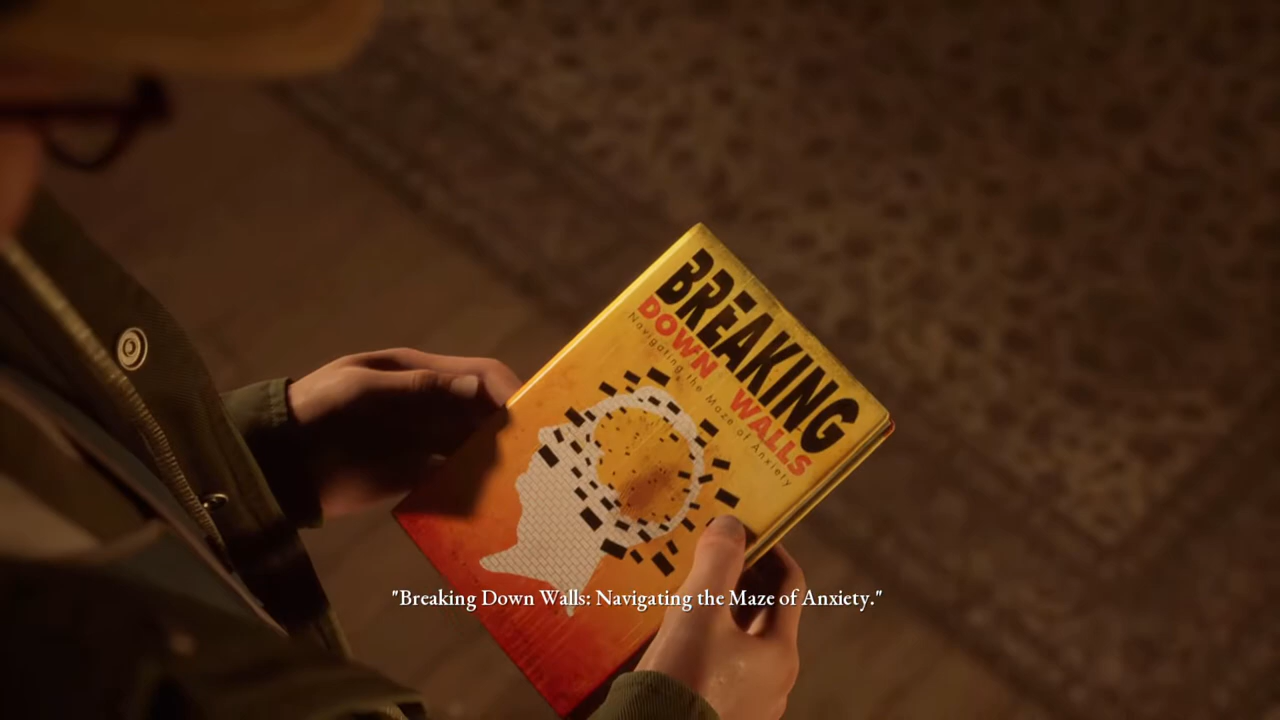 BREAKING
DOWN WALLS
Navigating the Maze of Anxiety
"Breaking Down Walls: Navigating the Maze of Anxiety."